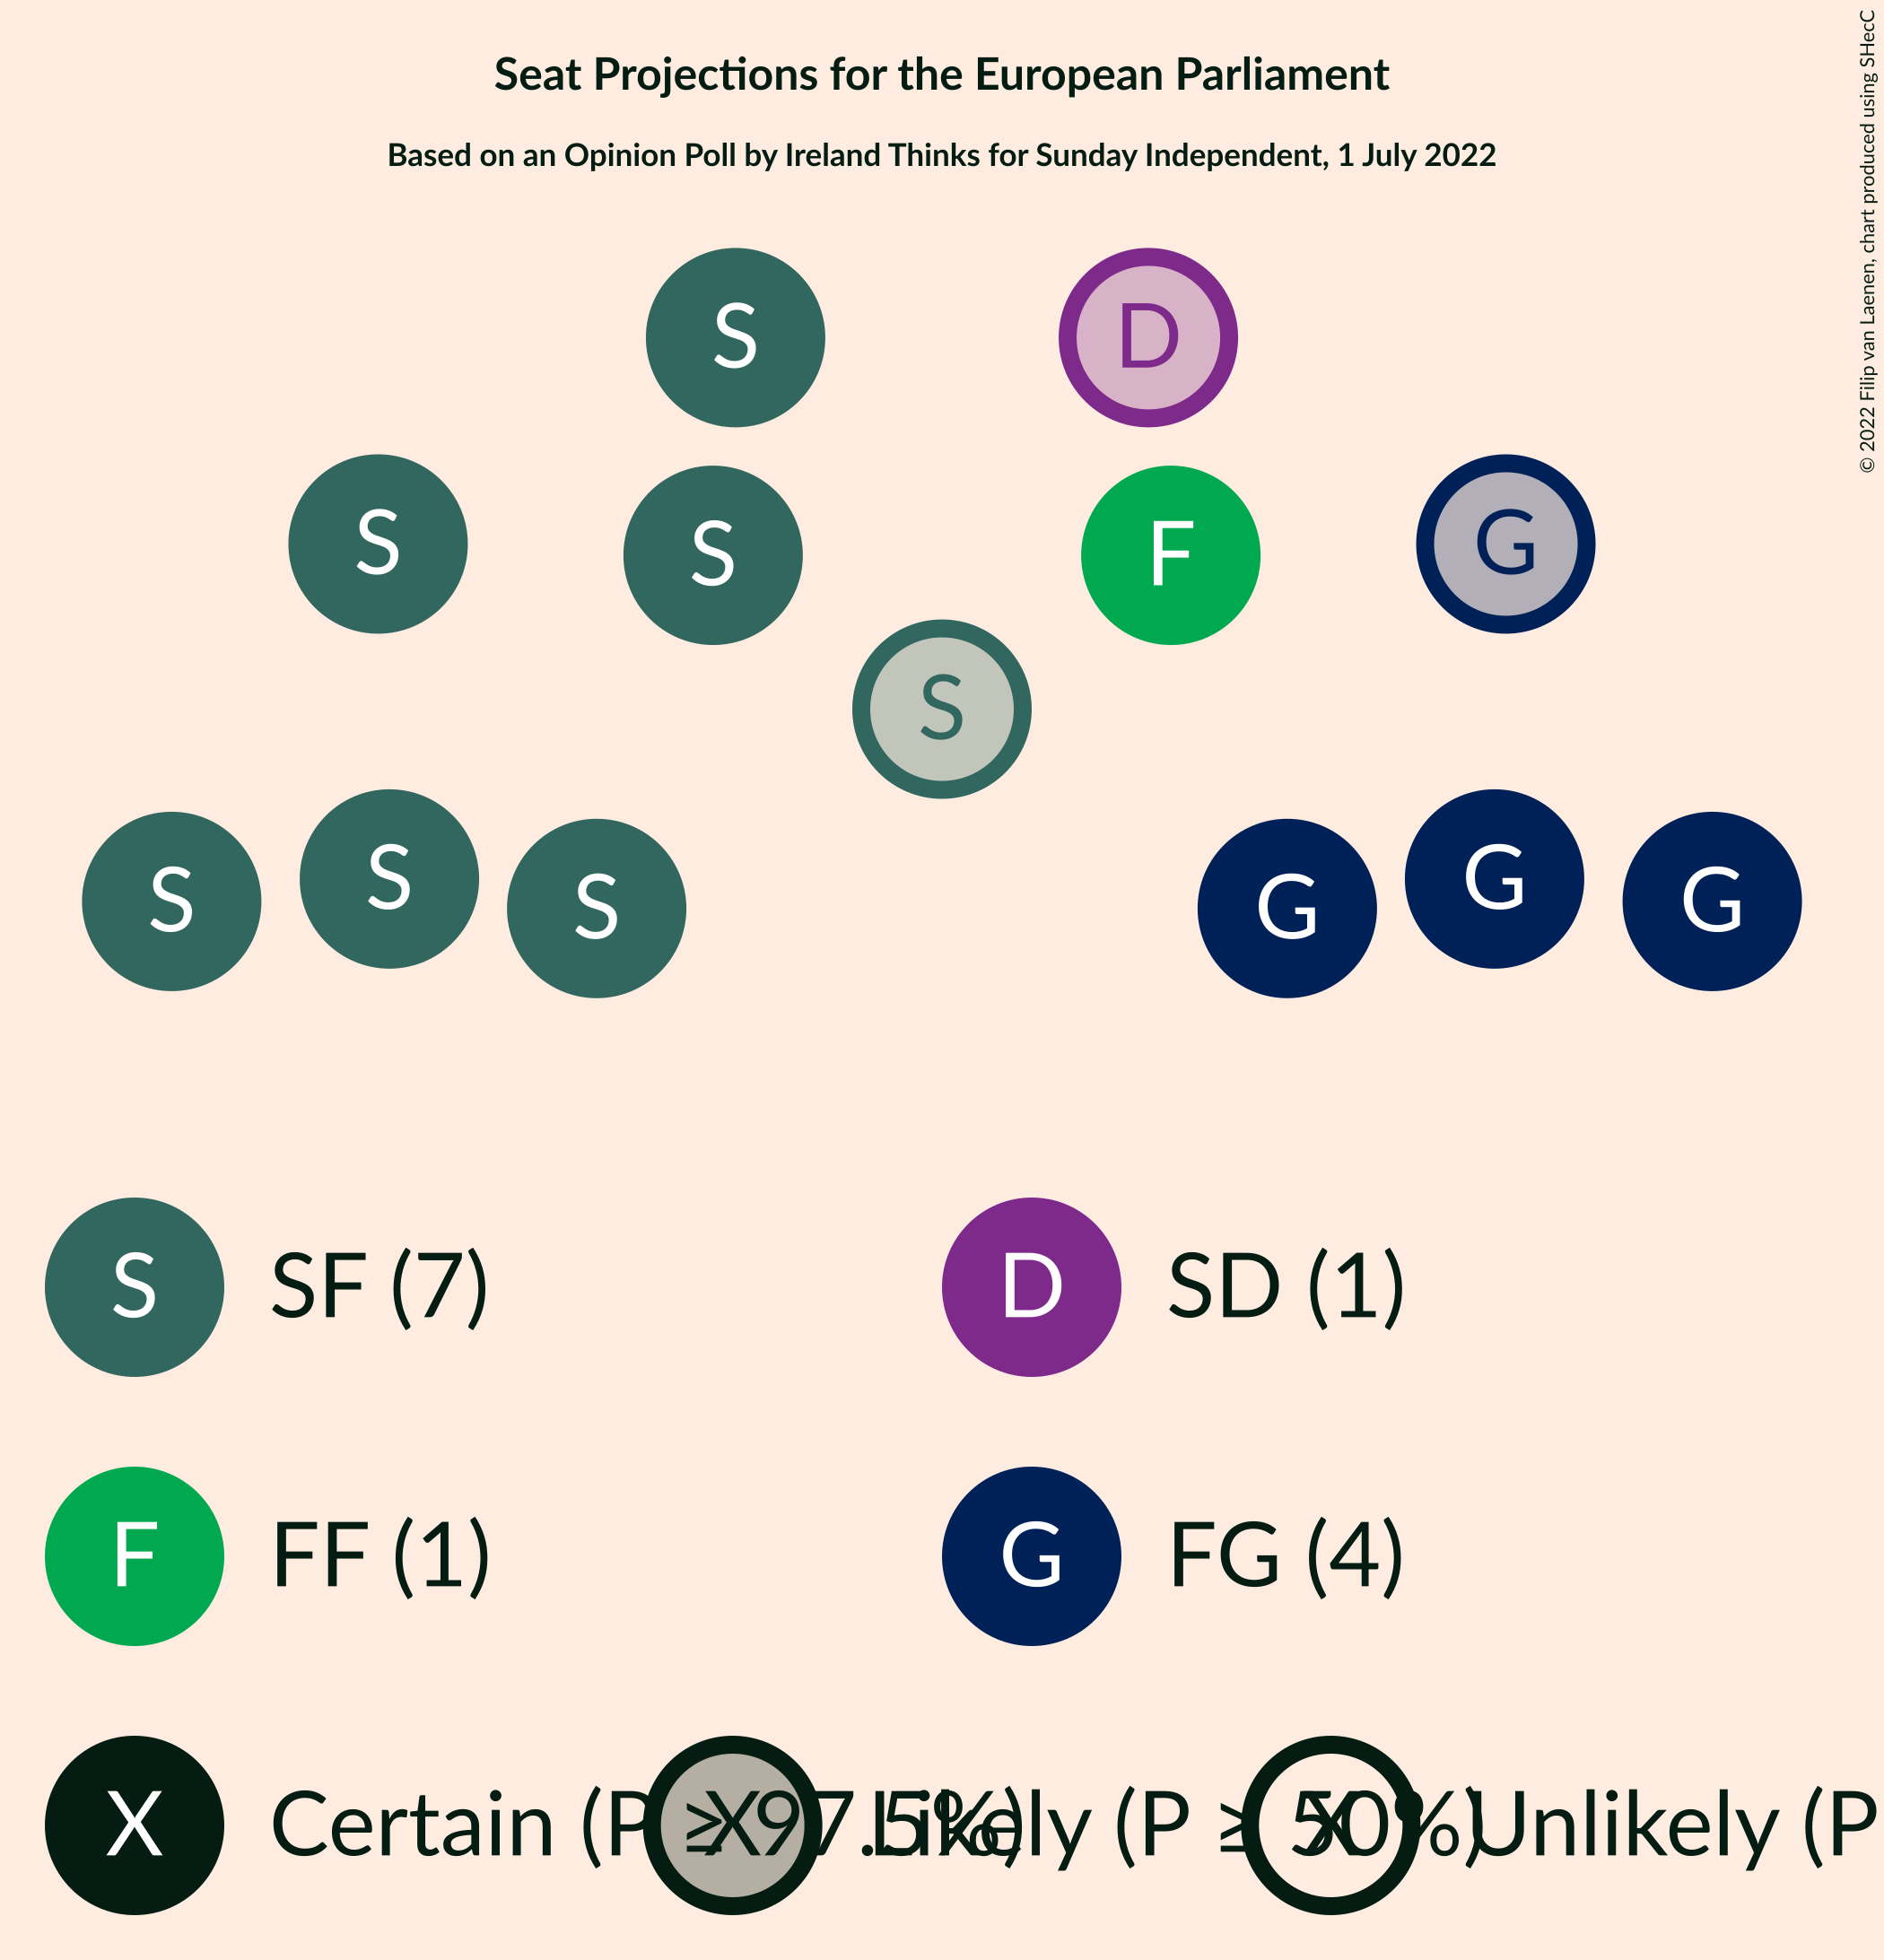 Seat Projections for the European Parliament
Based on an Opinion Poll by Ireland Thinks for Sunday Independent, 1 July 2022
© 2022 Filip van Laenen, chart produced using SHecC
S
D
S
S
F
G
S
S
S
S
G
G
G
S SF (7)
D SD (1)
F FF (1)
G FG (4)
X Certain (P ≥ 97.5%)
X Likely (P ≥ 50%)
X Unlikely (P